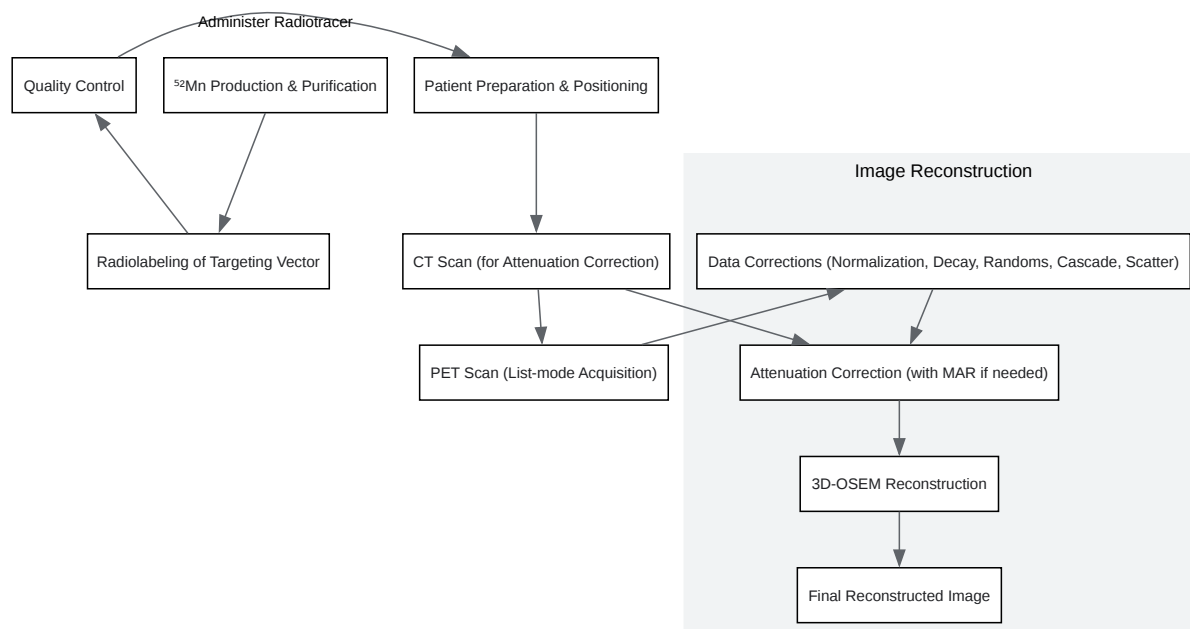 Administer Radiotracer
Quality Control
⁵²Mn Production & Purification
Patient Preparation & Positioning
Image Reconstruction
Radiolabeling of Targeting Vector
CT Scan (for Attenuation Correction)
Data Corrections (Normalization, Decay, Randoms, Cascade, Scatter)
PET Scan (List-mode Acquisition)
Attenuation Correction (with MAR if needed)
3D-OSEM Reconstruction
Final Reconstructed Image